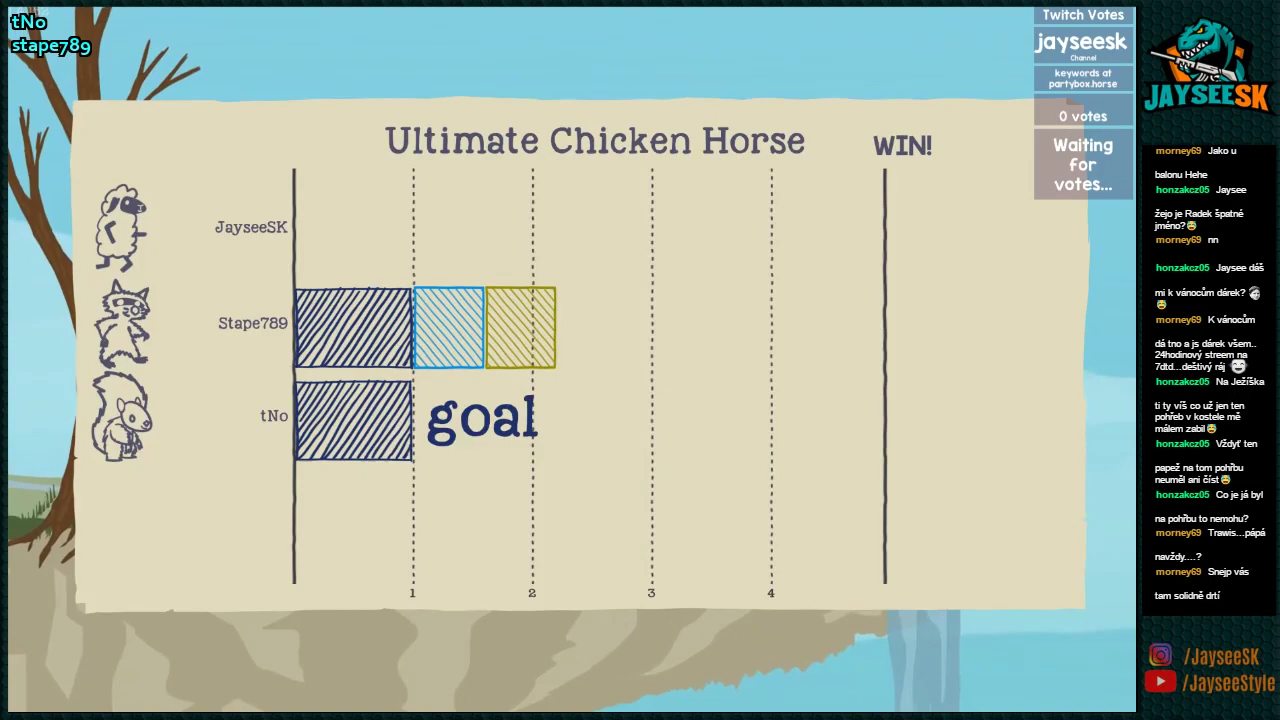 tNo
stape789
Ultimate Chicken Horse
WIN!
JayseeSK
Stape789
tNo
goal
1
2
3
4
Twitch Votes
jayseesk
Channel
keywords at
partybox.horse
0 votes
Waiting
for
votes...
JAYSEESK
morney69 Jako u
balonu Hehe
honzakcz05 Jaysee
žejo je Radek špatné
jméno?
morney69 nn
honzakcz05 Jaysee dáš
mi k vánocům dárek?
morney69 K vánocům
dá tno a js dárek všem..
24hodinový streem na
7dtd...deštivý ráj
honzakcz05 Na Ježíška
ti ty víš co už jen ten
pohřeb v kostele mě
málem zabil
honzakcz05 Vždyť ten
papež na tom pohřbu
neuměl ani číst
honzakcz05 Co je já byl
na pohřbu to nemohu?
morney69 Trawis...pápá
navždy....?
morney69 Snejp vás
tam solidně drtí
/JayseeSK
/JayseeStyle